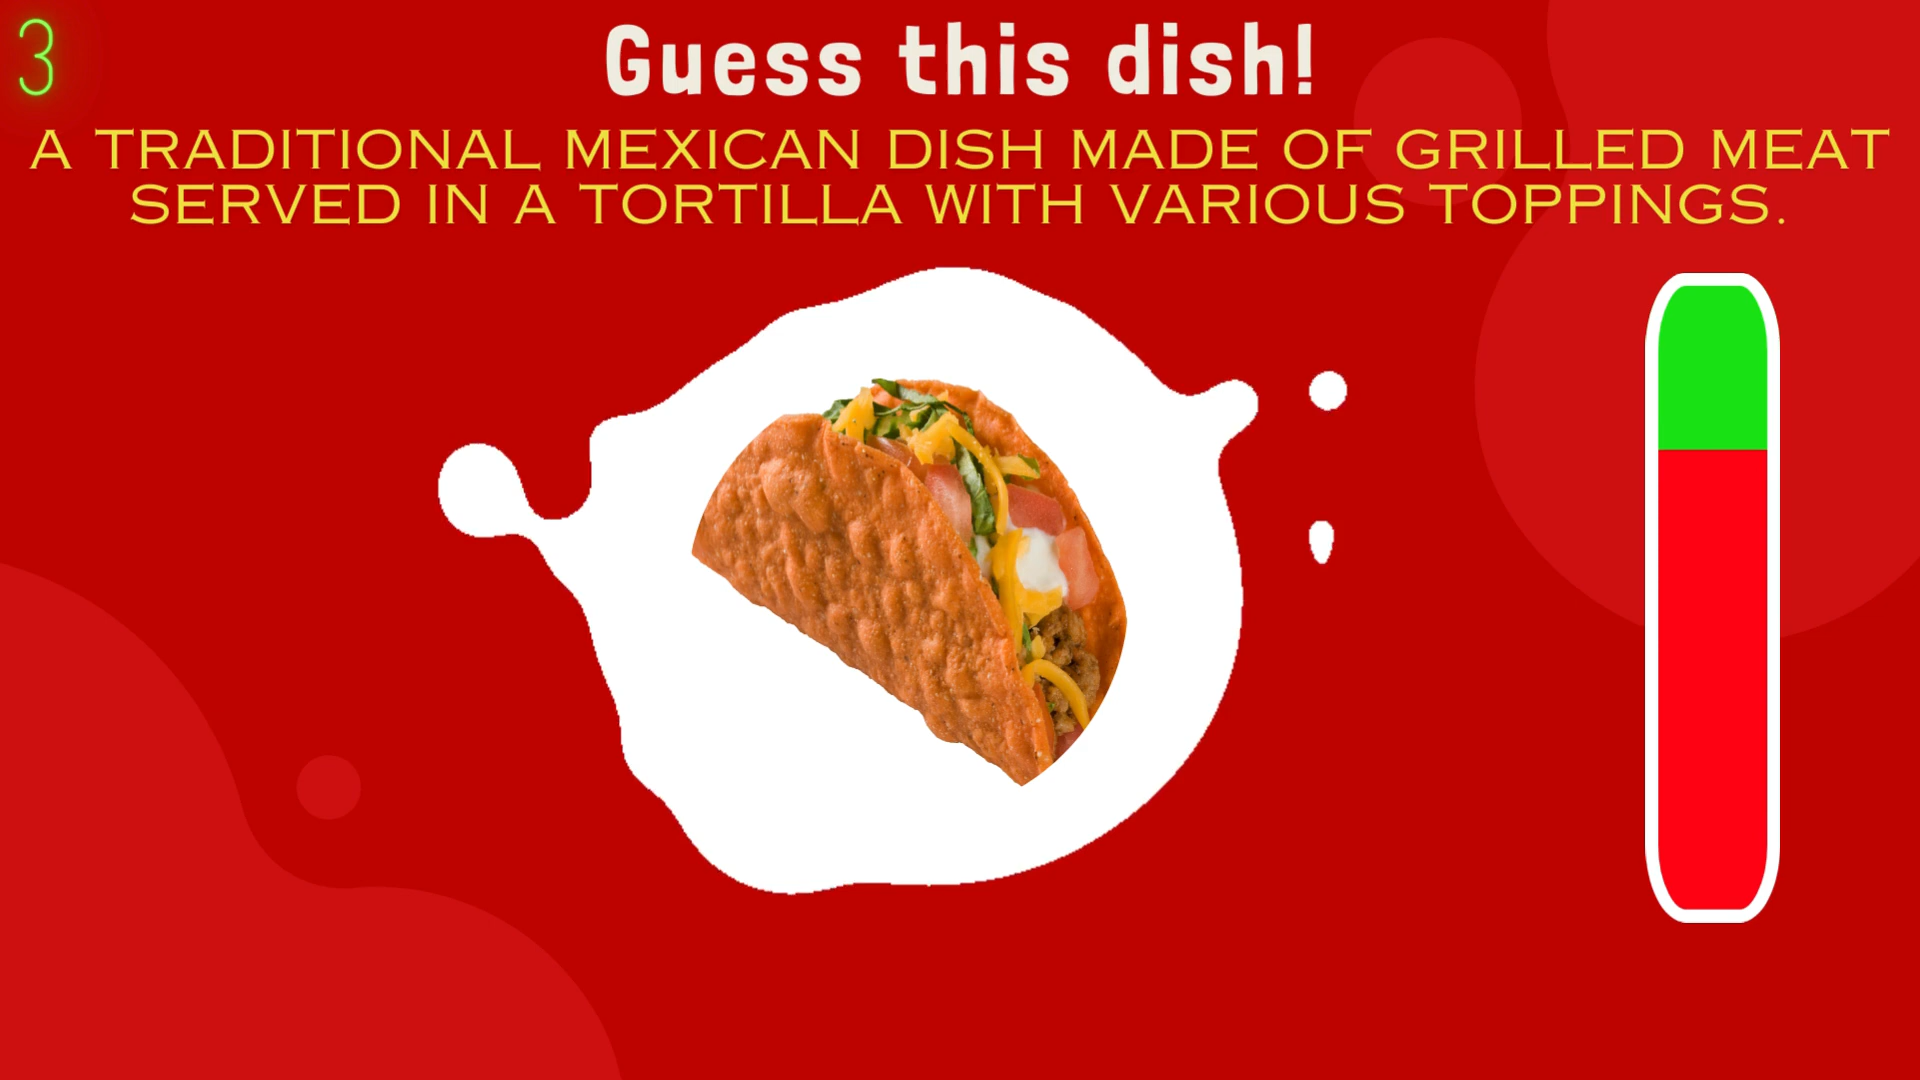 3
Guess this dish!
A TRADITIONAL MEXICAN DISH MADE OF GRILLED MEAT
SERVED IN A TORTILLA WITH VARIOUS TOPPINGS.